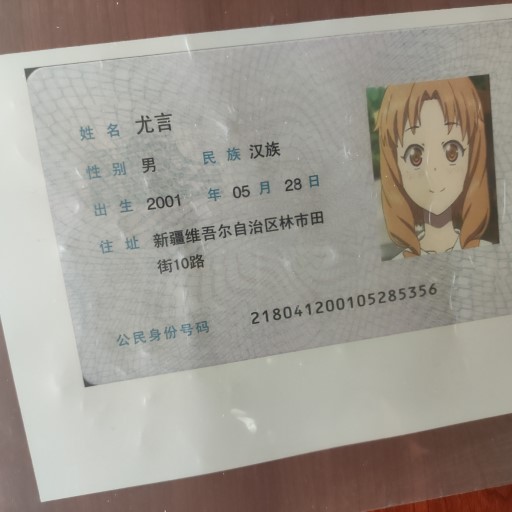 姓名 尤言
性别 男 民族 汉族
出生 2001 年 05 月 28 日
住址 新疆维吾尔自治区林市田
街10路
公民身份号码 218041200105285356